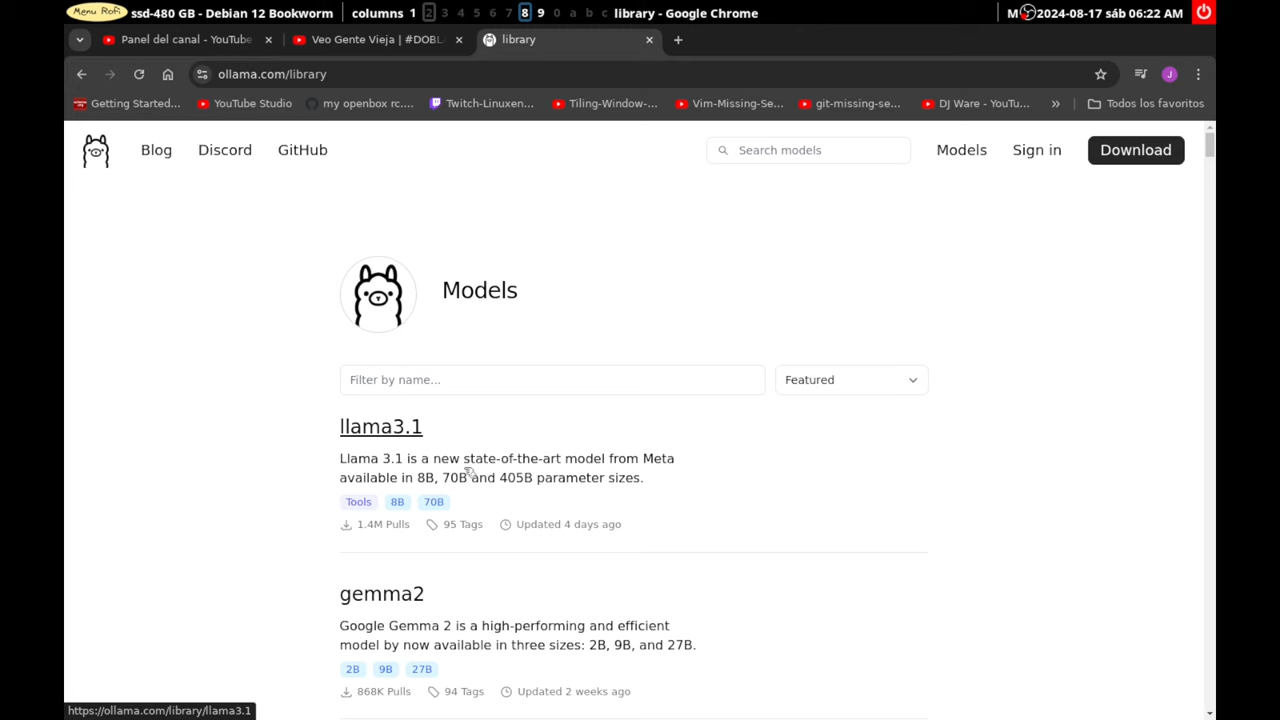 Menu Rofi ssd-480 GB - Debian 12 Bookworm columns 1 2 3 4 5 6 7 8 9 0 a b c library - Google Chrome 2024-08-17 sáb 06:22 AM
Panel del canal - YouTube Veo Gente Vieja | #DOBL library
ollama.com/library
Getting Started... YouTube Studio my openbox rc.... Twitch-Linuxen... Tiling-Window-... Vim-Missing-Se... git-missing-se... DJ Ware - YouTu... » Todos los favoritos
Blog Discord GitHub Search models Models Sign in Download
Models
Filter by name... Featured
llama3.1
Llama 3.1 is a new state-of-the-art model from Meta
available in 8B, 70B and 405B parameter sizes.
Tools 8B 70B
1.4M Pulls 95 Tags Updated 4 days ago
gemma2
Google Gemma 2 is a high-performing and efficient
model by now available in three sizes: 2B, 9B, and 27B.
2B 9B 27B
868K Pulls 94 Tags Updated 2 weeks ago
https://ollama.com/library/llama3.1